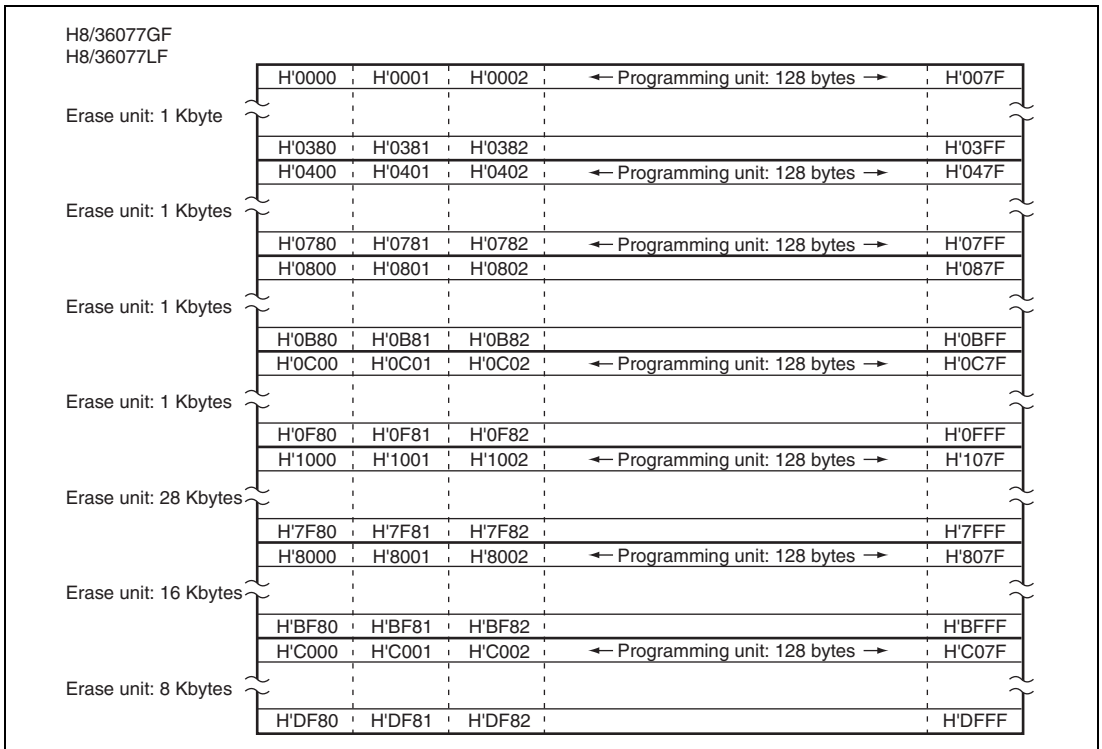 H8/36077GF
H8/36077LF
H'0000 H'0001 H'0002 ← Programming unit: 128 bytes → H'007F
Erase unit: 1 Kbyte
H'0380 H'0381 H'0382 H'03FF
H'0400 H'0401 H'0402 ← Programming unit: 128 bytes → H'047F
Erase unit: 1 Kbytes
H'0780 H'0781 H'0782 ← Programming unit: 128 bytes → H'07FF
H'0800 H'0801 H'0802 H'087F
Erase unit: 1 Kbytes
H'0B80 H'0B81 H'0B82 H'0BFF
H'0C00 H'0C01 H'0C02 ← Programming unit: 128 bytes → H'0C7F
Erase unit: 1 Kbytes
H'0F80 H'0F81 H'0F82 H'0FFF
H'1000 H'1001 H'1002 ← Programming unit: 128 bytes → H'107F
Erase unit: 28 Kbytes
H'7F80 H'7F81 H'7F82 H'7FFF
H'8000 H'8001 H'8002 ← Programming unit: 128 bytes → H'807F
Erase unit: 16 Kbytes
H'BF80 H'BF81 H'BF82 H'BFFF
H'C000 H'C001 H'C002 ← Programming unit: 128 bytes → H'C07F
Erase unit: 8 Kbytes
H'DF80 H'DF81 H'DF82 H'DFFF